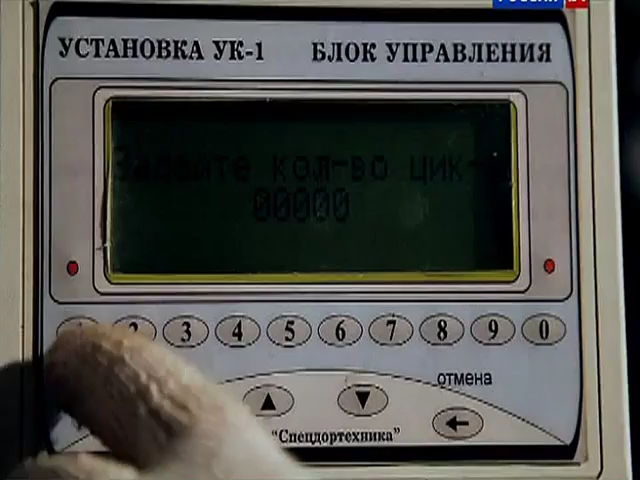 УСТАНОВКА УК-1 БЛОК УПРАВЛЕНИЯ
Задайте кол-во цик-
00000
2 3 4 5 6 7 8 9 0
отмена
▲ ▼ ←
"Спецдортехника"